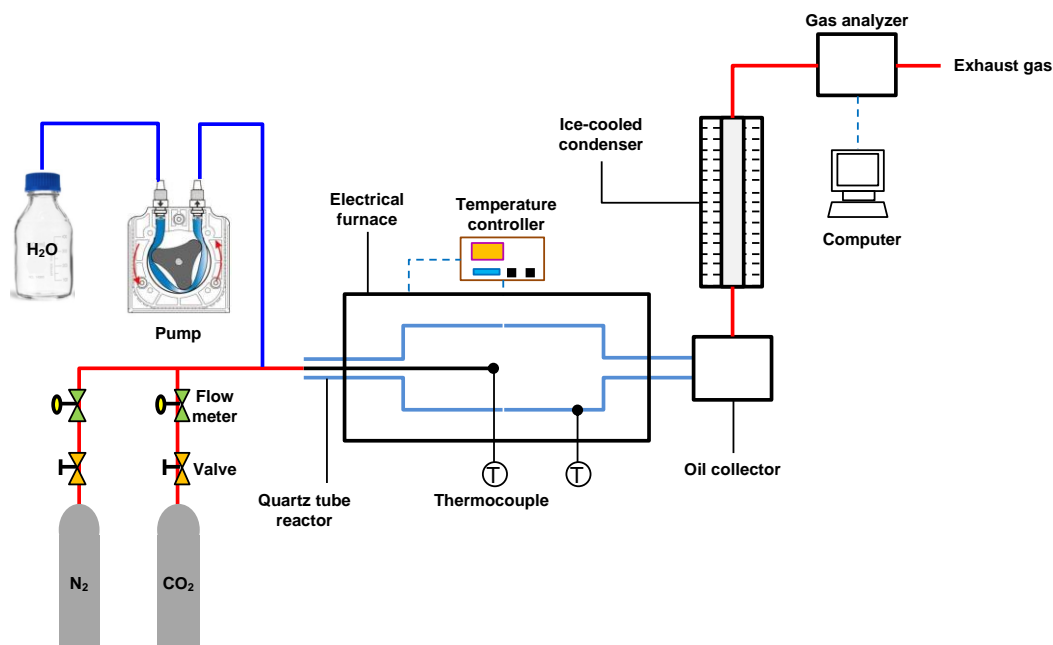 Gas analyzer
Exhaust gas
Ice-cooled
condenser
Computer
Electrical
furnace
Temperature
controller
H₂O
Pump
Flow
meter
Valve
Quartz tube
reactor
T
T
Thermocouple
Oil collector
N₂
CO₂